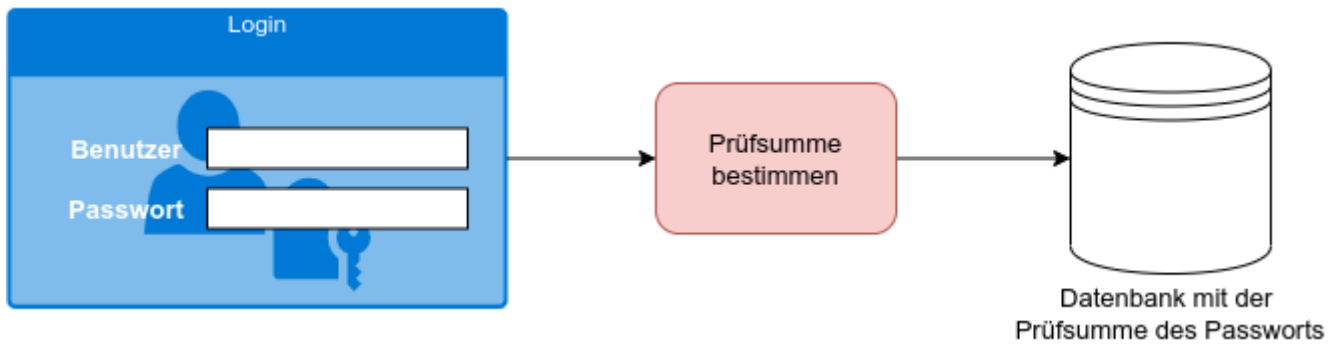 Login
Benutzer
Passwort
Prüfsumme
bestimmen
Datenbank mit der
Prüfsumme des Passworts